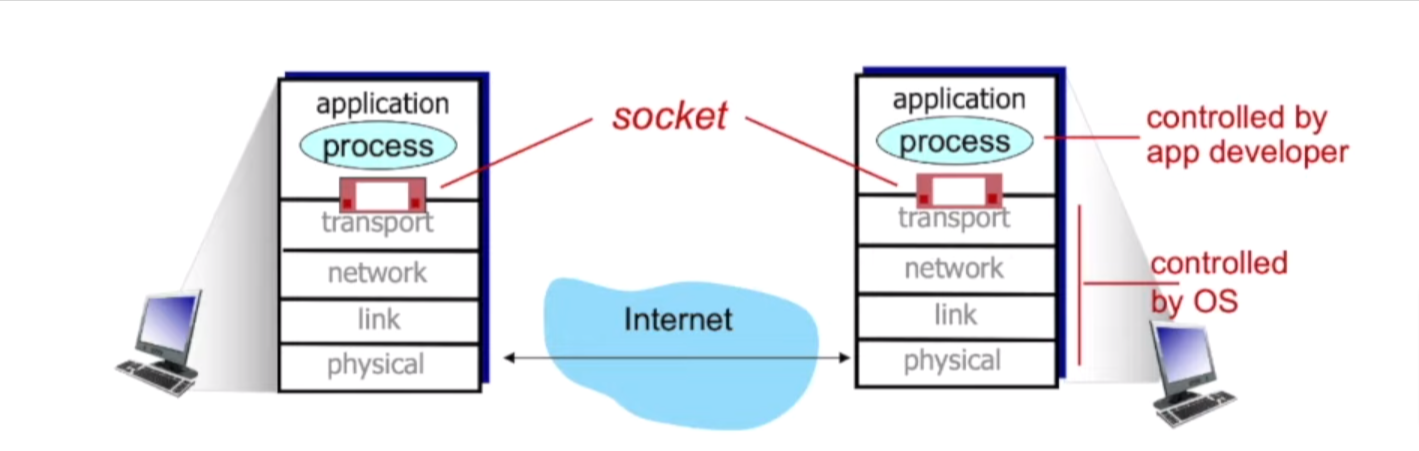 application
process
transport
network
link
physical
socket
Internet
application
process
transport
network
link
physical
controlled by
app developer
controlled
by OS